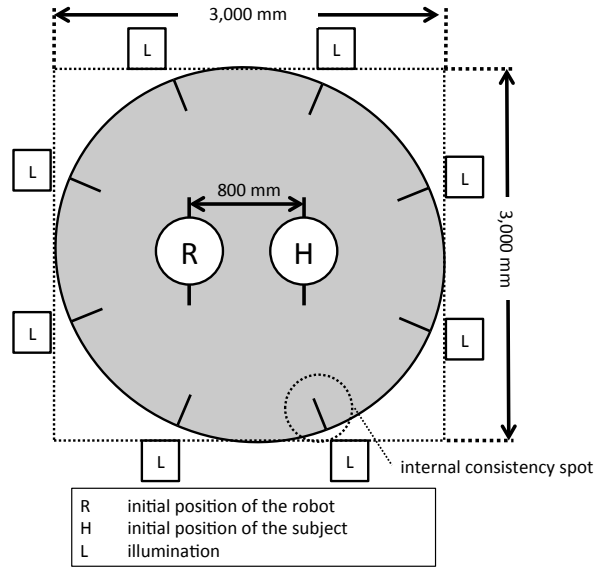 3,000 mm
L
L
L
L
800 mm
3,000 mm
R
H
L
L
L
L
internal consistency spot
R initial position of the robot
H initial position of the subject
L illumination